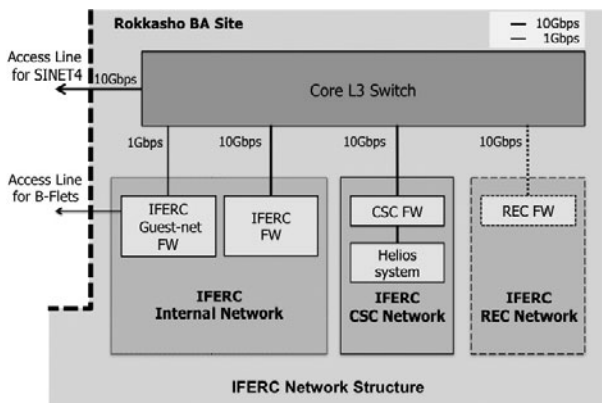 Rokkasho BA Site
10Gbps
1Gbps
Access Line
for SINET4
10Gbps
Core L3 Switch
1Gbps
10Gbps
10Gbps
10Gbps
Access Line
for B-Flets
IFERC
Guest-net
FW
IFERC
FW
CSC FW
Helios
system
REC FW
IFERC
Internal Network
IFERC
CSC Network
IFERC
REC Network
IFERC Network Structure